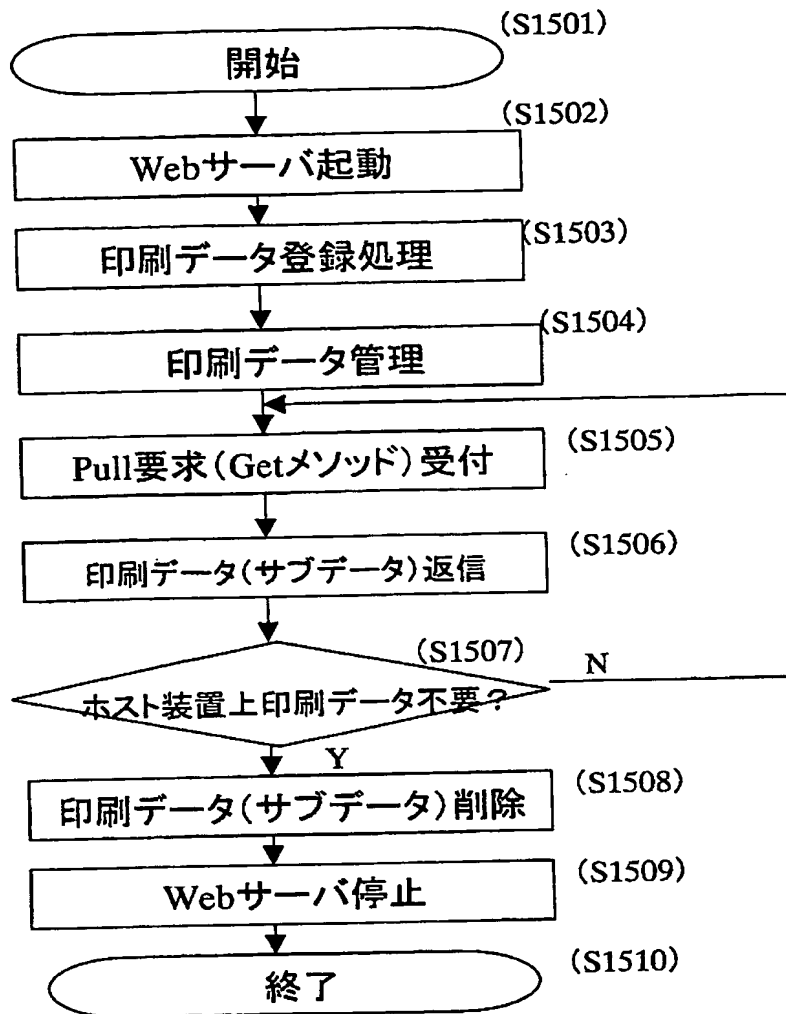 (S1501)
開始
(S1502)
Webサーバ起動
(S1503)
印刷データ登録処理
(S1504)
印刷データ管理
(S1505)
Pull要求(Getメソッド)受付
(S1506)
印刷データ(サブデータ)返信
(S1507)
N
ホスト装置上印刷データ不要?
Y
(S1508)
印刷データ(サブデータ)削除
(S1509)
Webサーバ停止
(S1510)
終了